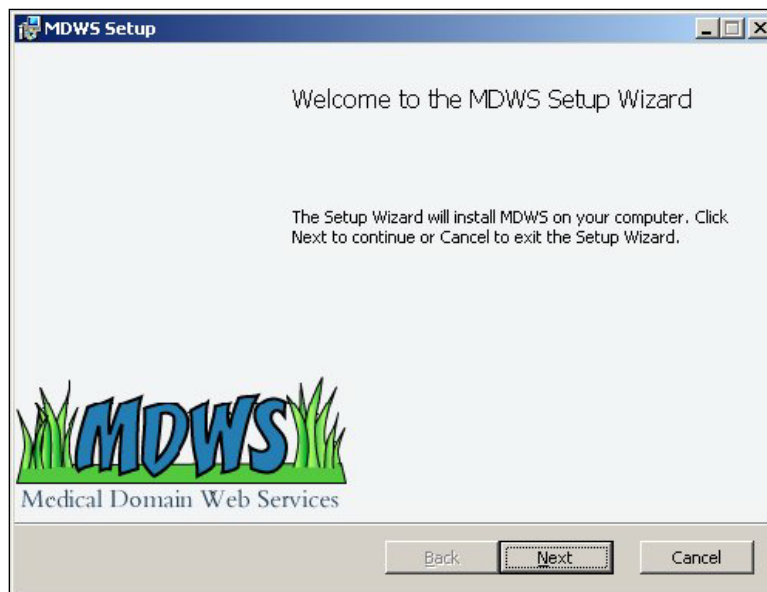 MDWS Setup
Welcome to the MDWS Setup Wizard
The Setup Wizard will install MDWS on your computer. Click
Next to continue or Cancel to exit the Setup Wizard.
MDWS
Medical Domain Web Services
Back Next Cancel